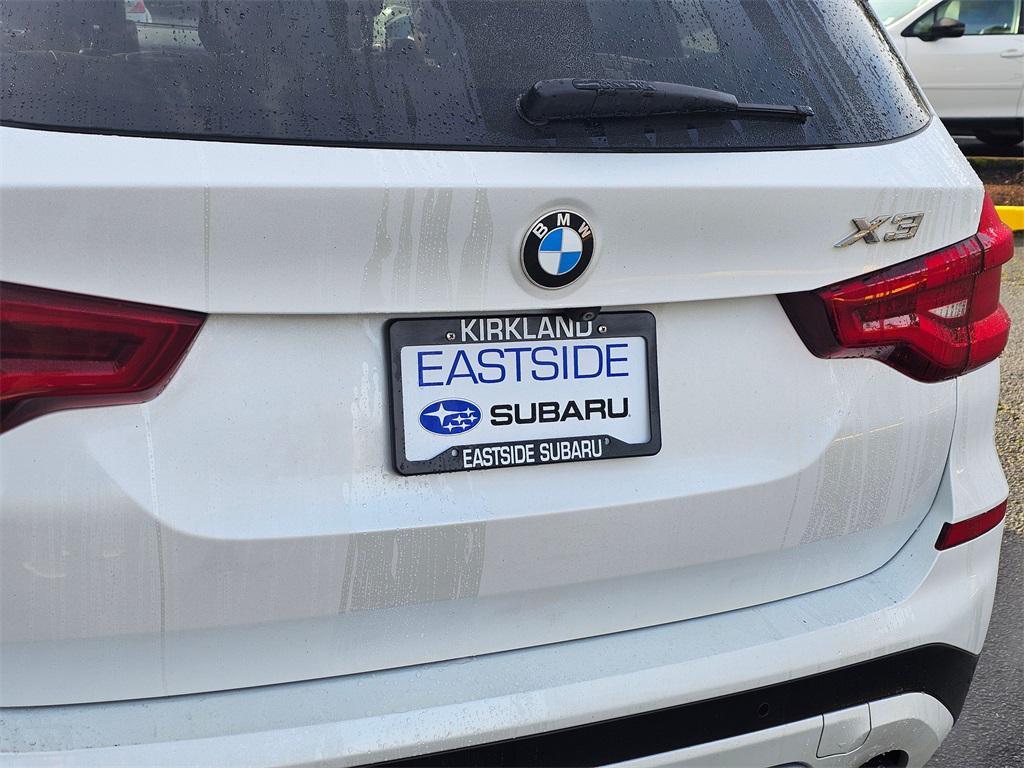 BMW
X3
KIRKLAND
EASTSIDE
SUBARU
EASTSIDE SUBARU